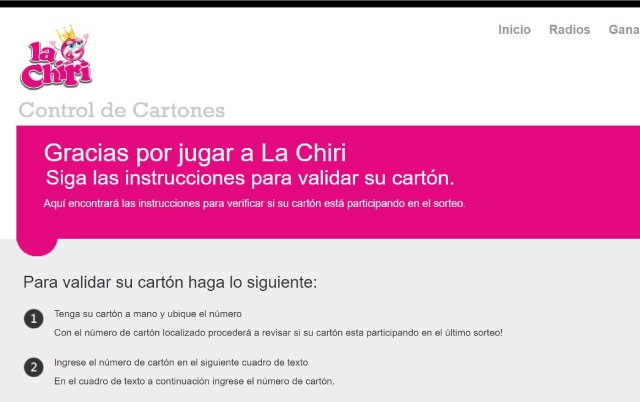 Inicio Radios Gana
la
Chiri
Control de Cartones
Gracias por jugar a La Chiri
Siga las instrucciones para validar su cartón.
Aquí encontrará las instrucciones para verificar si su cartón está participando en el sorteo.
Para validar su cartón haga lo siguiente:
1 Tenga su cartón a mano y ubique el número
Con el número de cartón localizado procederá a revisar si su cartón esta participando en el último sorteo!
2 Ingrese el número de cartón en el siguiente cuadro de texto
En el cuadro de texto a continuación ingrese el número de cartón.